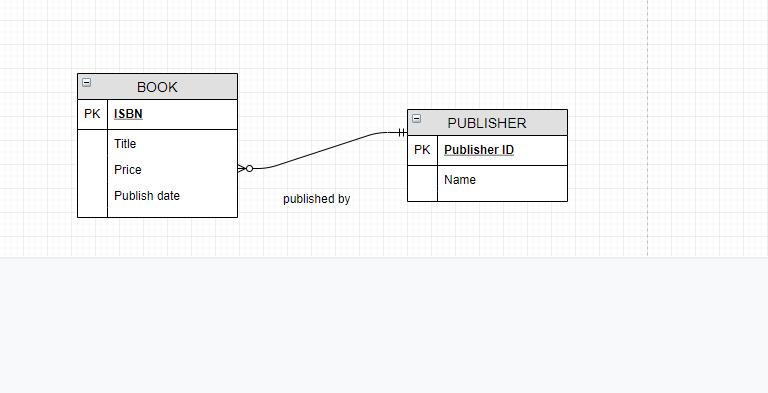 BOOK
PK ISBN
Title
Price
Publish date
published by
PUBLISHER
PK Publisher ID
Name